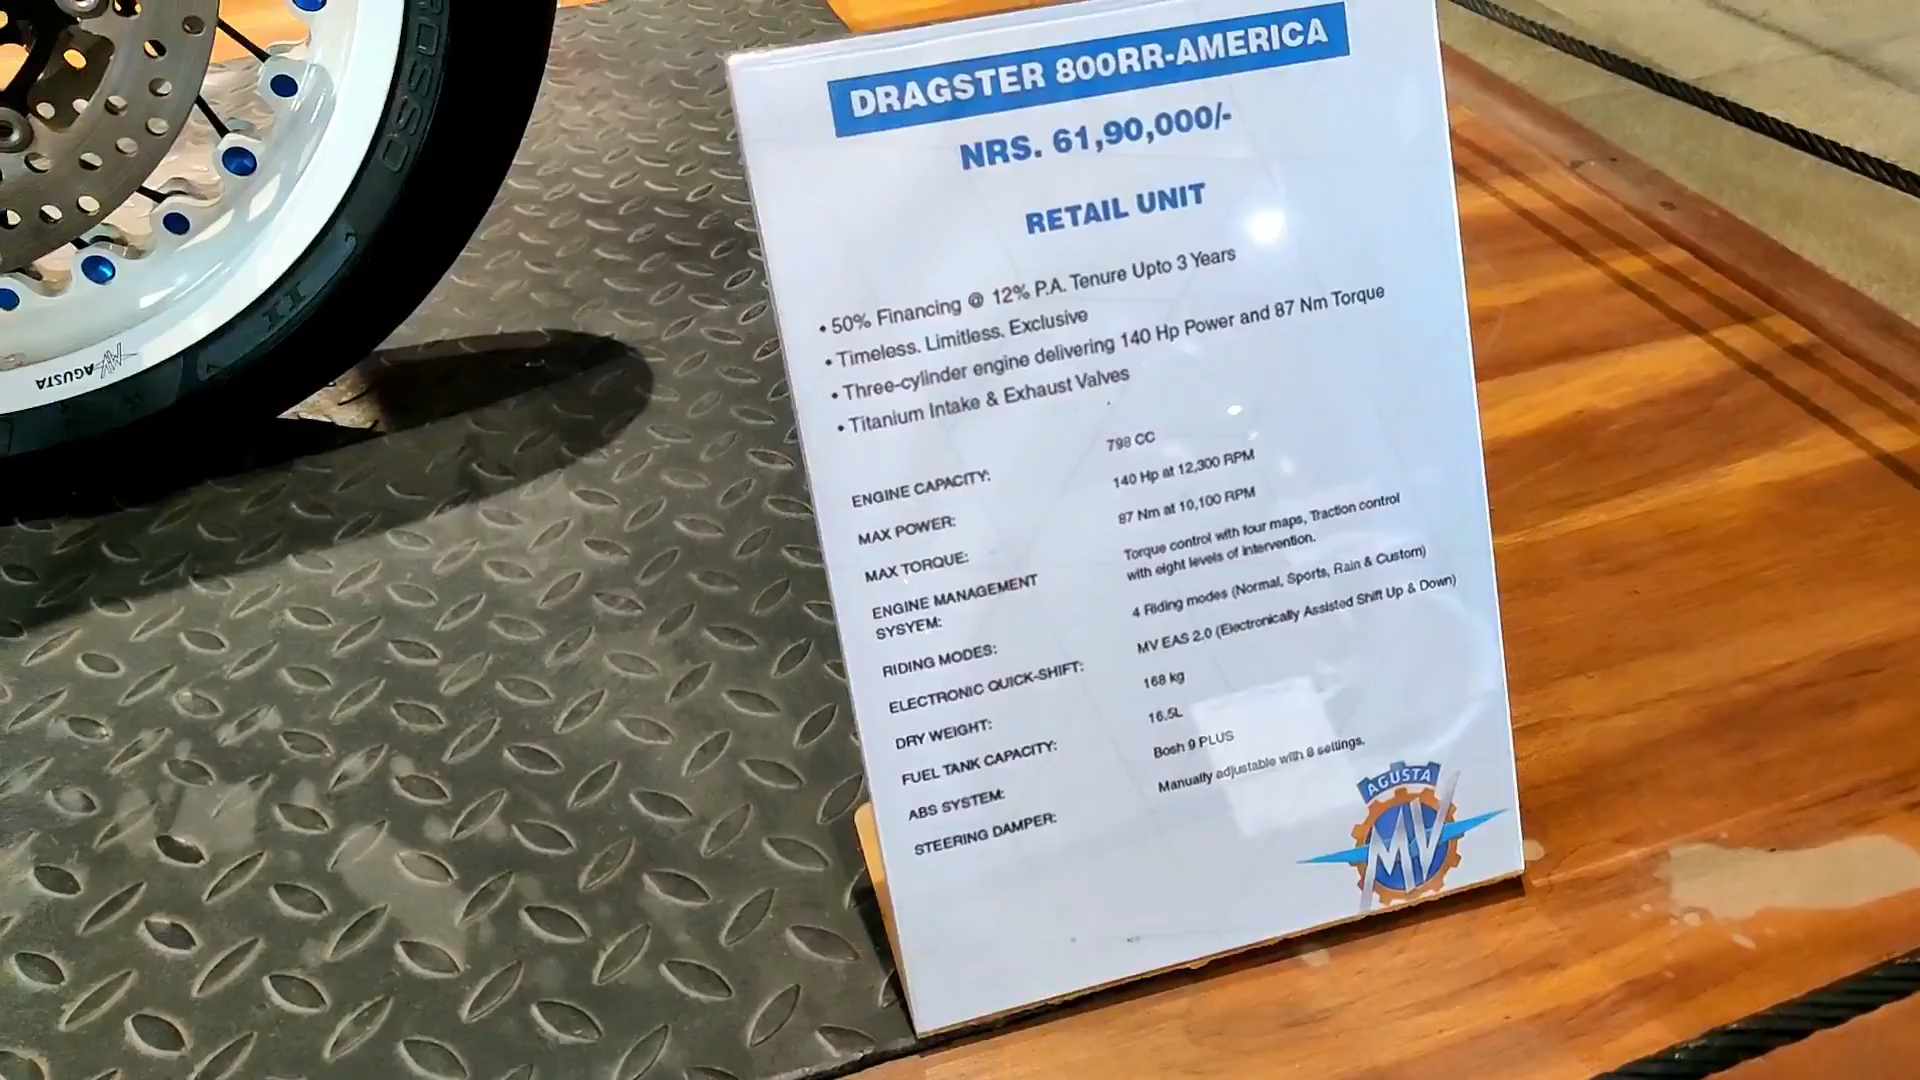 DRAGSTER 800RR-AMERICA
NRS. 61,90,000/-
RETAIL UNIT
• 50% Financing @ 12% P.A. Tenure Upto 3 Years
• Timeless. Limitless. Exclusive
• Three-cylinder engine delivering 140 Hp Power and 87 Nm Torque
• Titanium Intake & Exhaust Valves
ENGINE CAPACITY: 798 CC
MAX POWER: 140 Hp at 12,300 RPM
MAX TORQUE: 87 Nm at 10,100 RPM
ENGINE MANAGEMENT SYSYEM: Torque control with four maps, Traction control
with eight levels of intervention.
RIDING MODES: 4 Riding modes (Normal, Sports, Rain & Custom)
ELECTRONIC QUICK-SHIFT: MV EAS 2.0 (Electronically Assisted Shift Up & Down)
DRY WEIGHT: 168 kg
FUEL TANK CAPACITY: 16.5L
ABS SYSTEM: Bosh 9 PLUS
STEERING DAMPER: Manually adjustable with 8 settings.
AGUSTA
MV
MV AGUSTA
ROSSO
II